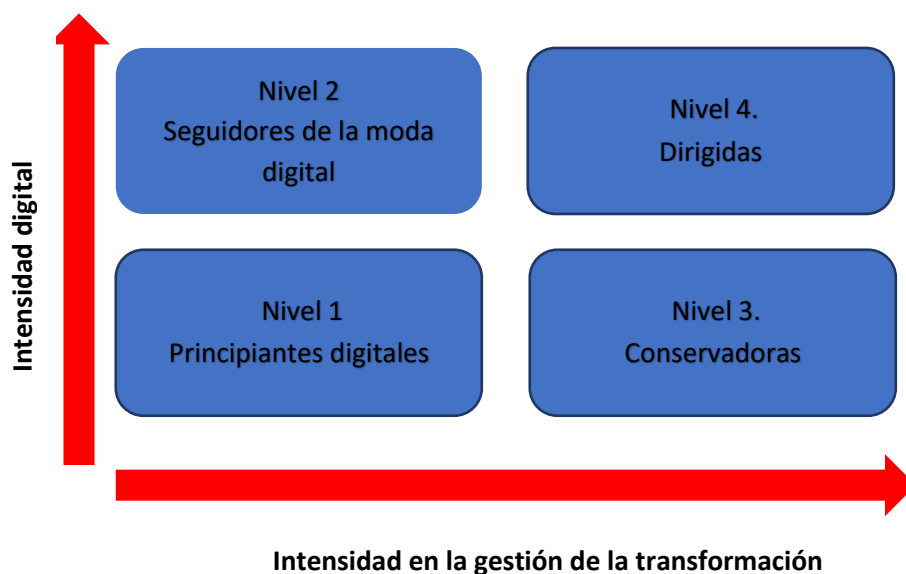 Intensidad digital
Nivel 2
Seguidores de la moda
digital
Nivel 4.
Dirigidas
Nivel 1
Principiantes digitales
Nivel 3.
Conservadoras
Intensidad en la gestión de la transformación